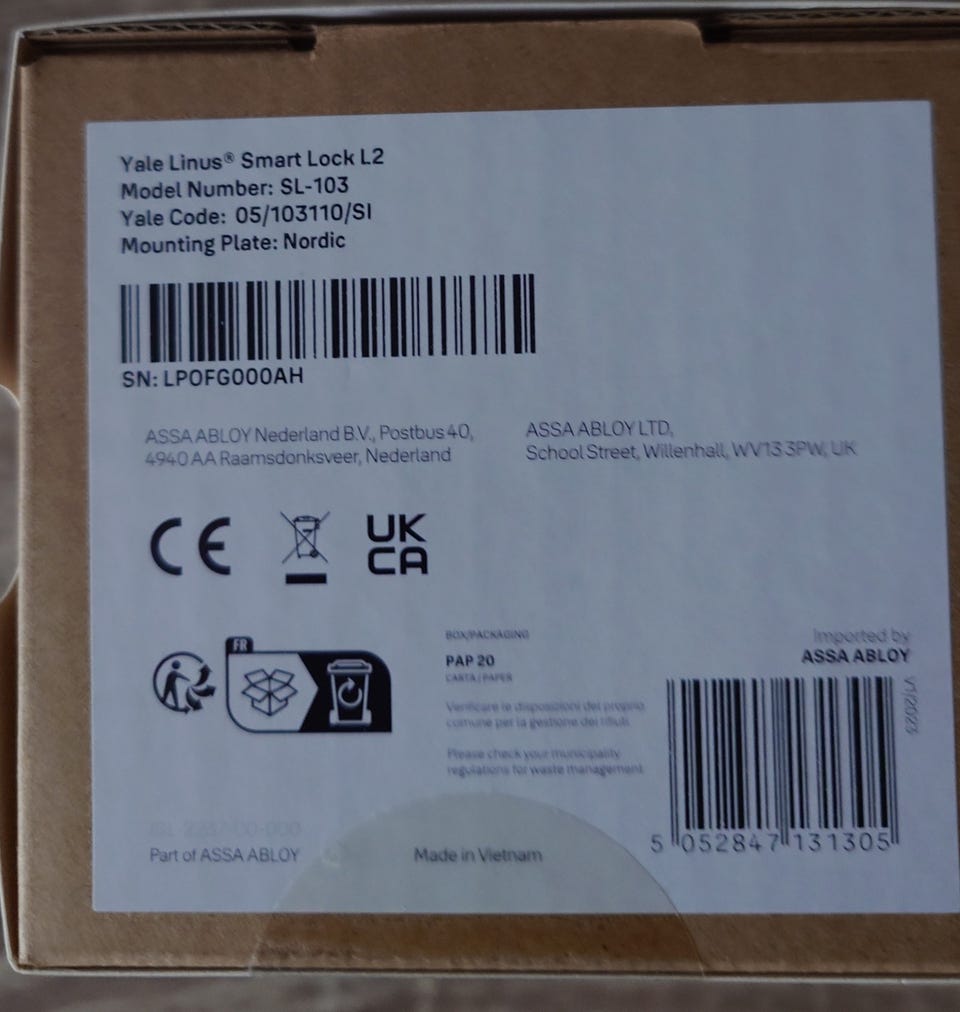 Yale Linus® Smart Lock L2
Model Number: SL-103
Yale Code: 05/103110/SI
Mounting Plate: Nordic
SN: LP0FG000AH
ASSA ABLOY Nederland B.V., Postbus 40,
4940 AA Raamsdonksveer, Nederland
ASSA ABLOY LTD,
School Street, Willenhall, WV13 3PW, UK
CE
UK
CA
FR
BOX/PACKAGING
PAP 20
CARTA / PAPER
Verificare le disposizioni del proprio
comune per la gestione dei rifiuti.
Please check your municipality
regulations for waste management.
Imported by
ASSA ABLOY
V1/2023
5 052847 131305
Part of ASSA ABLOY
Made in Vietnam